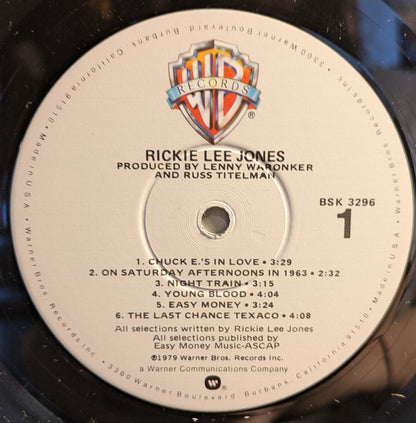 WB
RECORDS
®
RICKIE LEE JONES
PRODUCED BY LENNY WARONKER
AND RUSS TITELMAN
BSK 3296
1
1. CHUCK E.'S IN LOVE • 3:29
2. ON SATURDAY AFTERNOONS IN 1963 • 2:32
3. NIGHT TRAIN • 3:15
4. YOUNG BLOOD • 4:04
5. EASY MONEY • 3:24
6. THE LAST CHANCE TEXACO • 4:08
All selections written by Rickie Lee Jones
All selections published by
Easy Money Music-ASCAP
℗1979 Warner Bros. Records Inc.
a Warner Communications Company
W
Warner Bros. Records Inc. • 3300 Warner Boulevard, Burbank, California 91510 • Made in U.S.A. • Warner Bros. Records Inc. • 3300 Warner Boulevard, Burbank, California 91510 • Made in U.S.A. •